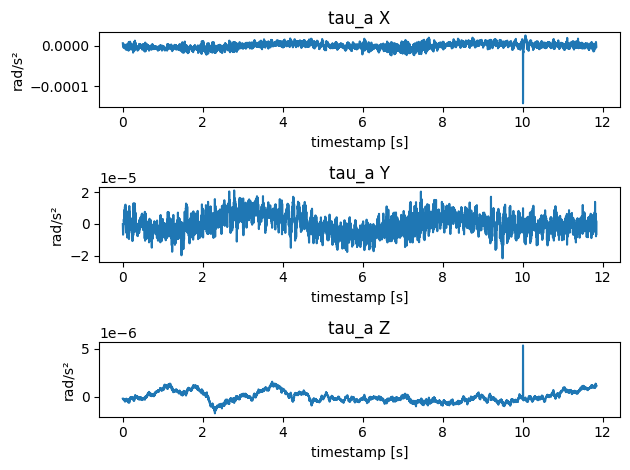 tau_a X
rad/s²
0.0000
−0.0001
0 2 4 6 8 10 12
timestamp [s]
1e−5
tau_a Y
rad/s²
2
0
−2
0 2 4 6 8 10 12
timestamp [s]
1e−6
tau_a Z
rad/s²
5
0
0 2 4 6 8 10 12
timestamp [s]